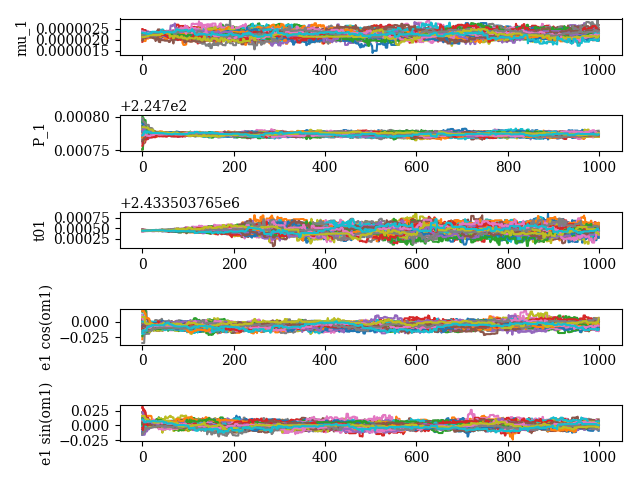 mu_1
0.0000025
0.0000020
0.0000015
0 200 400 600 800 1000
+2.247e2
P_1
0.00080
0.00075
0 200 400 600 800 1000
+2.433503765e6
t01
0.00075
0.00050
0.00025
0 200 400 600 800 1000
e1 cos(om1)
0.000
−0.025
0 200 400 600 800 1000
e1 sin(om1)
0.025
0.000
−0.025
0 200 400 600 800 1000